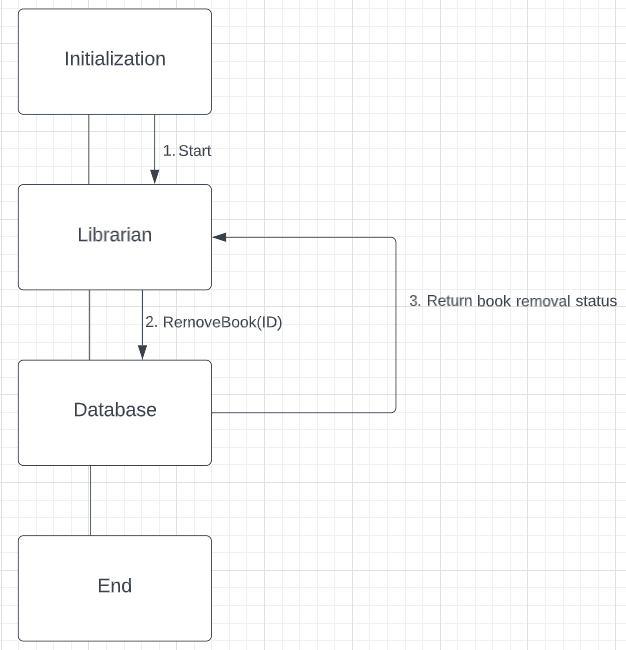 Initialization
1. Start
Librarian
3. Return book removal status
2. RemoveBook(ID)
Database
End